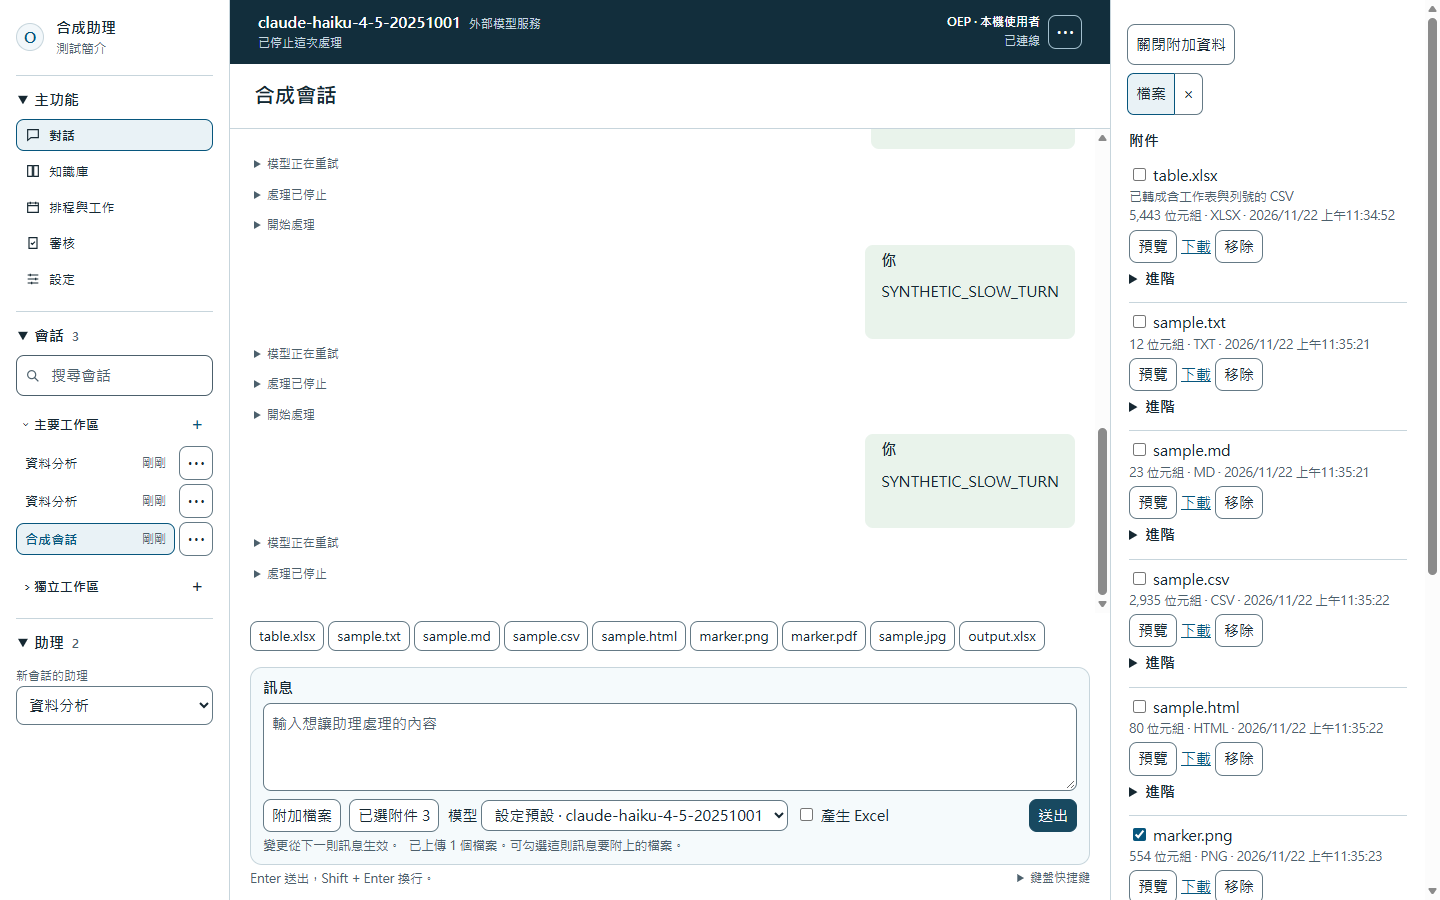 O
合成助理
測試簡介
▼ 主功能
對話
知識庫
排程與工作
審核
設定
▼ 會話 3
搜尋會話
主要工作區 +
資料分析 剛剛 ...
資料分析 剛剛 ...
合成會話 剛剛 ...
獨立工作區 +
▼ 助理 2
新會話的助理
資料分析
claude-haiku-4-5-20251001 外部模型服務
已停止這次處理
OEP · 本機使用者
已連線
...
合成會話
▶ 模型正在重試
▶ 處理已停止
▶ 開始處理
你
SYNTHETIC_SLOW_TURN
▶ 模型正在重試
▶ 處理已停止
▶ 開始處理
你
SYNTHETIC_SLOW_TURN
▶ 模型正在重試
▶ 處理已停止
table.xlsx sample.txt sample.md sample.csv sample.html marker.png marker.pdf sample.jpg output.xlsx
訊息
輸入想讓助理處理的內容
附加檔案 已選附件 3 模型 設定預設 · claude-haiku-4-5-20251001 產生 Excel 送出
變更從下一則訊息生效。 已上傳 1 個檔案。可勾選這則訊息要附上的檔案。
Enter 送出，Shift + Enter 換行。 ▶ 鍵盤快捷鍵
關閉附加資料
檔案 ×
附件
table.xlsx
已轉成含工作表與列號的 CSV
5,443 位元組 · XLSX · 2026/11/22 上午11:34:52
預覽 下載 移除
▶ 進階
sample.txt
12 位元組 · TXT · 2026/11/22 上午11:35:21
預覽 下載 移除
▶ 進階
sample.md
23 位元組 · MD · 2026/11/22 上午11:35:21
預覽 下載 移除
▶ 進階
sample.csv
2,935 位元組 · CSV · 2026/11/22 上午11:35:22
預覽 下載 移除
▶ 進階
sample.html
80 位元組 · HTML · 2026/11/22 上午11:35:22
預覽 下載 移除
▶ 進階
marker.png
554 位元組 · PNG · 2026/11/22 上午11:35:23
預覽 下載 移除